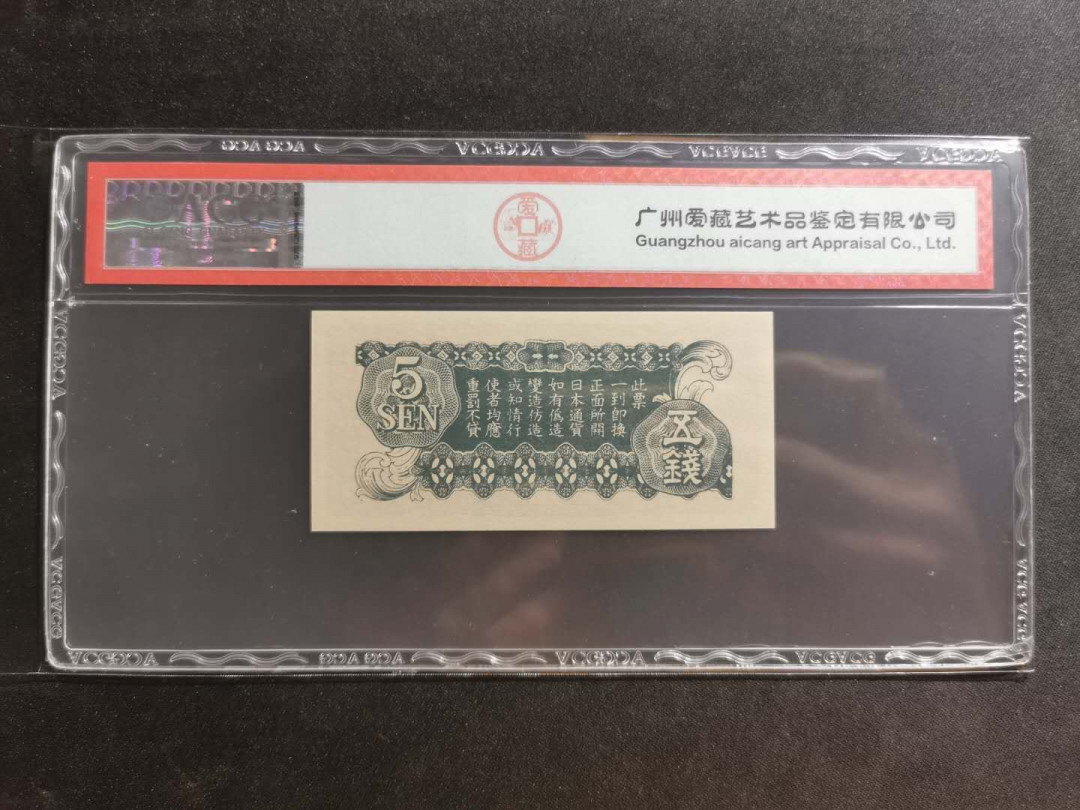 广州爱藏艺术品鉴定有限公司
Guangzhou aicang art Appraisal Co., Ltd.
爱
藏
5
SEN
此票
一到即換
正面所開
日本通貨
如有偽造
變造仿造
或知情行
使者均應
重罰不貸
五
錢